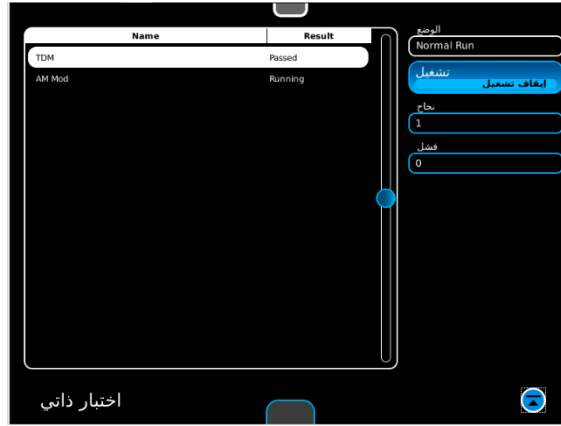 Name Result
TDM Passed
AM Mod Running
الوضع
Normal Run
تشغيل
إيقاف تشغيل
نجاح
1
فشل
0
اختبار ذاتي